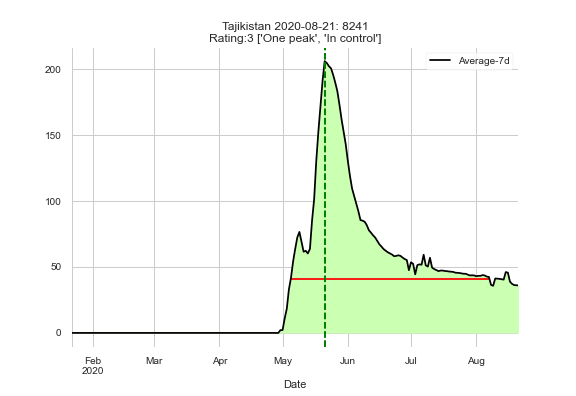 Tajikistan 2020-08-21: 8241
Rating:3 ['One peak', 'In control']
Average-7d
200
150
100
50
0
Feb Mar Apr May Jun Jul Aug
2020
Date